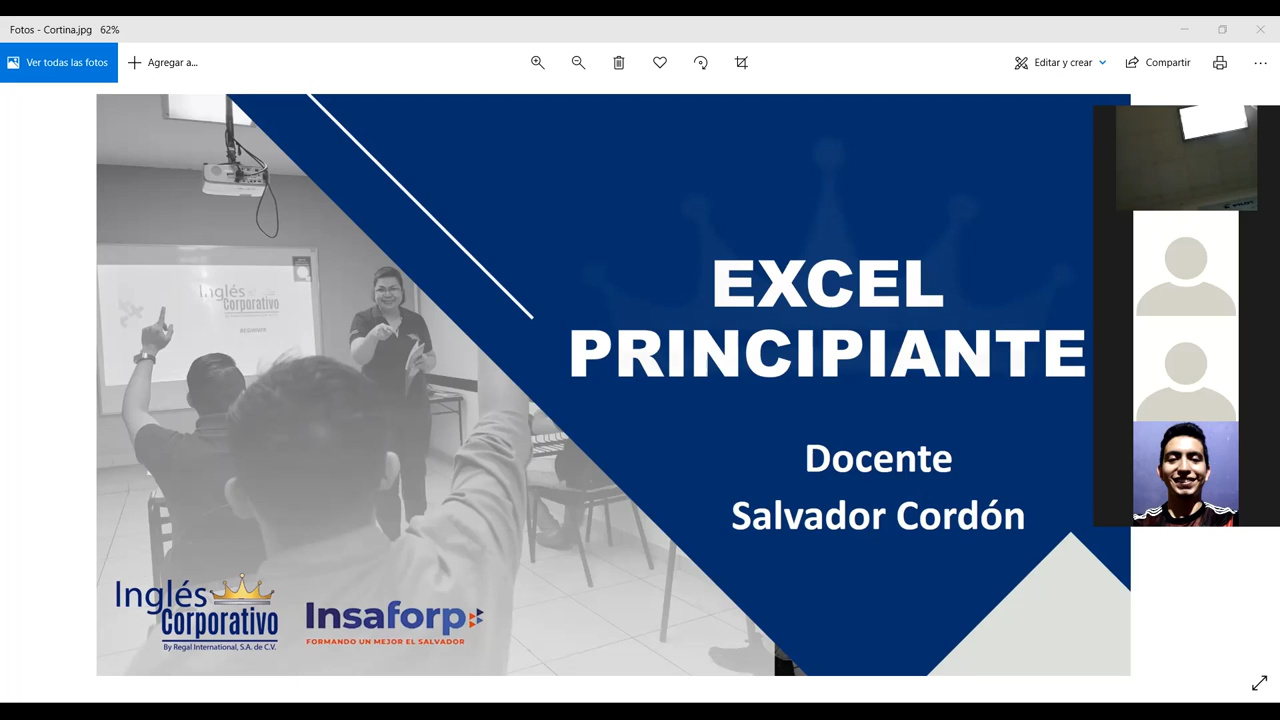 Fotos - Cortina.jpg 62%
Ver todas las fotos
Agregar a...
Editar y crear
Compartir
Inglés
Corporativo
EXCEL
PRINCIPIANTE
Docente
Salvador Cordón
Inglés
Corporativo
By Regal International, S.A. de C.V.
Insaforp
FORMANDO UN MEJOR EL SALVADOR